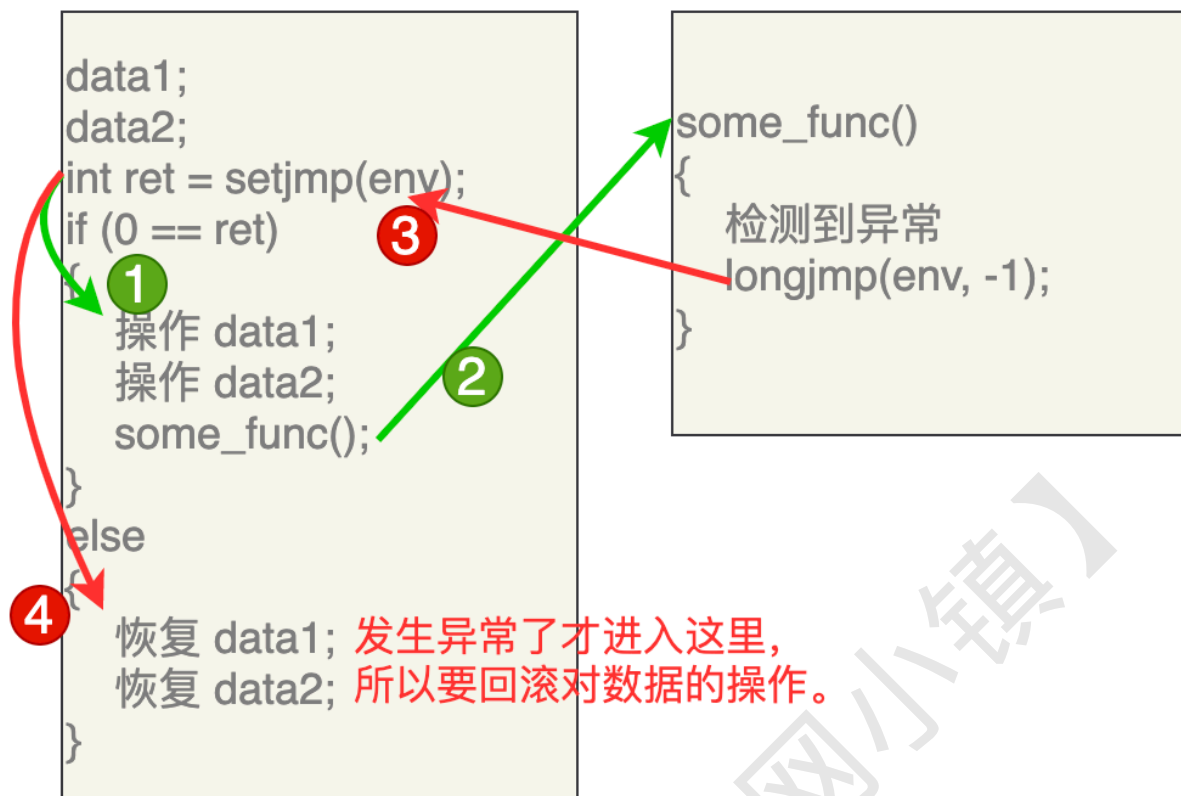 data1;
data2;
int ret = setjmp(env);
if (0 == ret)
{
操作 data1;
操作 data2;
some_func();
}
else
{
恢复 data1;
恢复 data2;
}
发生异常了才进入这里，
所以要回滚对数据的操作。
1
2
3
4
some_func()
{
检测到异常
longjmp(env, -1);
}
网小镇】